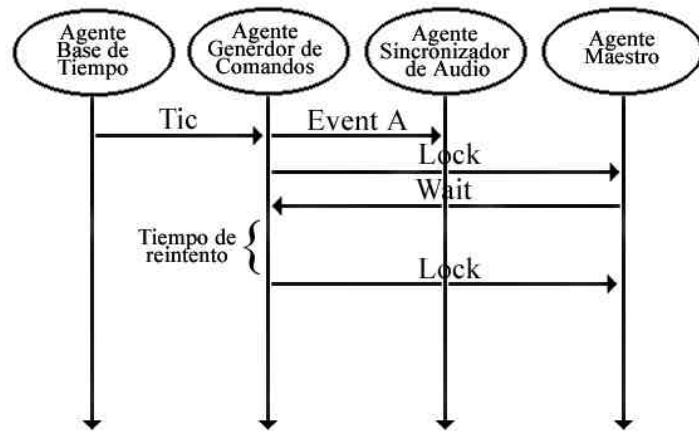 Agente
Base de
Tiempo
Agente
Generdor de
Comandos
Agente
Sincronizador
de Audio
Agente
Maestro
Tic
Event A
Lock
Wait
Tiempo de
reintento
Lock